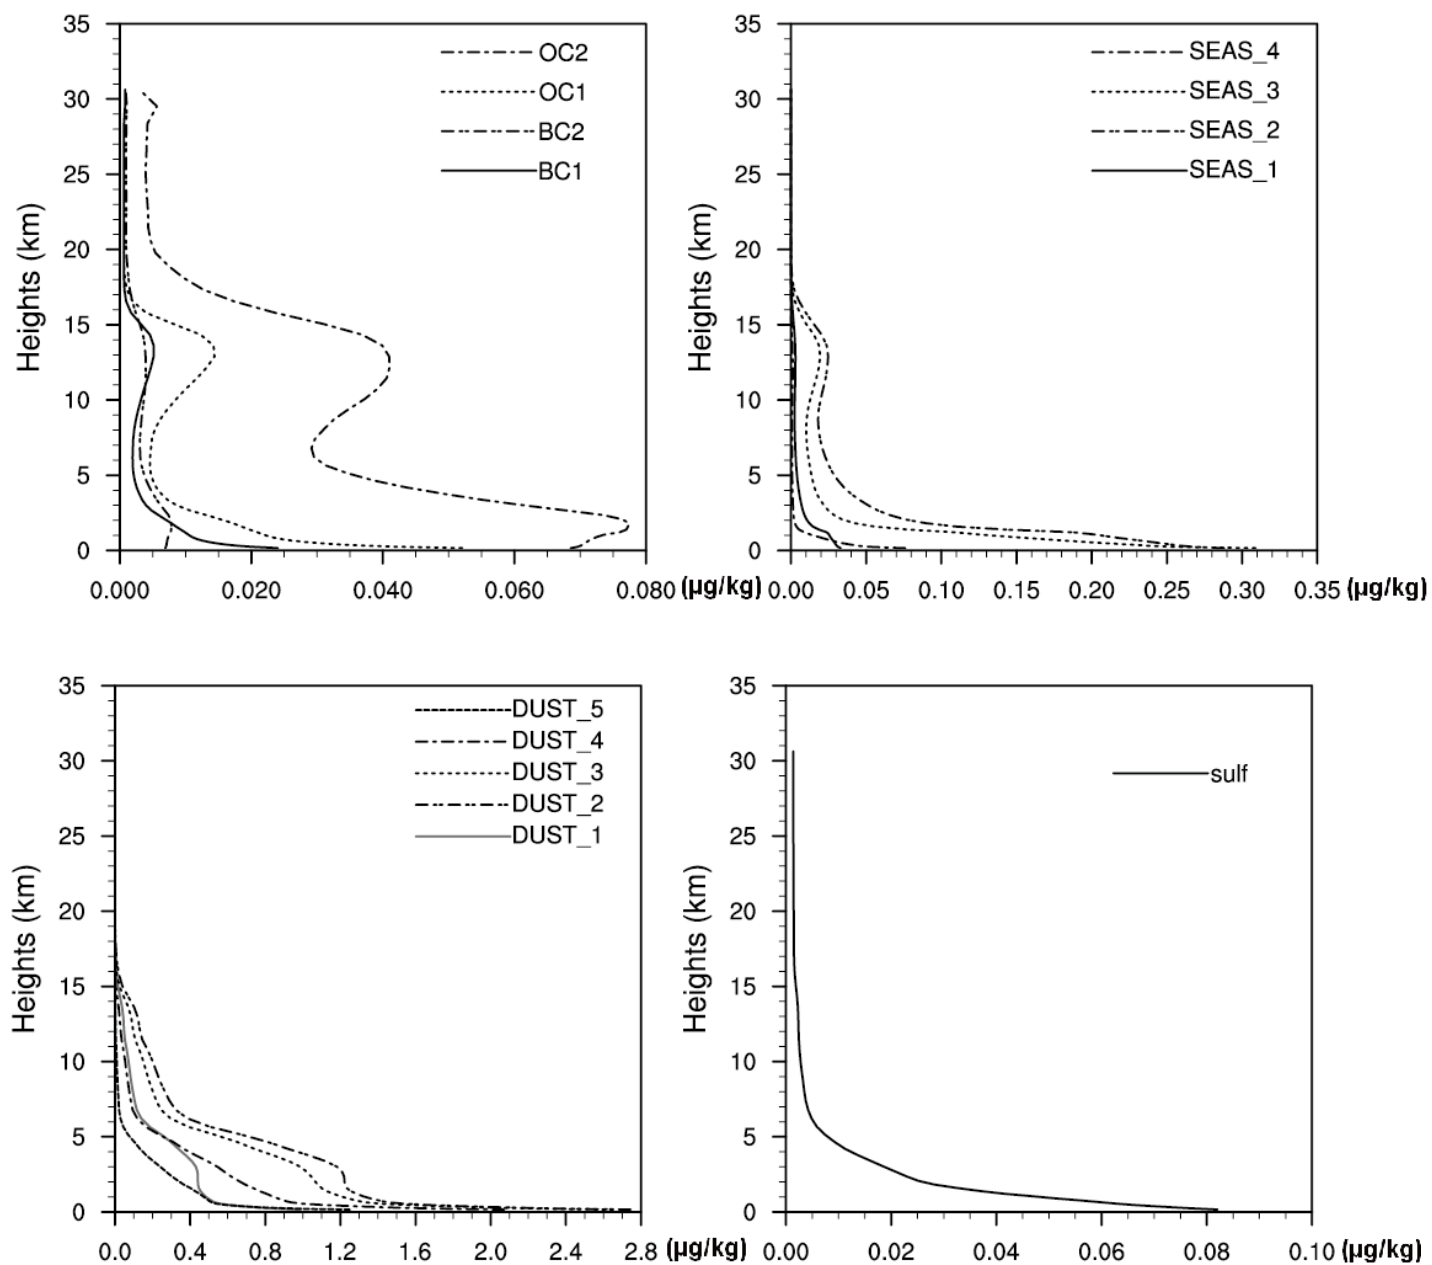 35
30
25
20
15
10
5
0
Heights (km)
OC2
OC1
BC2
BC1
0.000 0.020 0.040 0.060 0.080 (µg/kg)
35
30
25
20
15
10
5
0
Heights (km)
SEAS_4
SEAS_3
SEAS_2
SEAS_1
0.00 0.05 0.10 0.15 0.20 0.25 0.30 0.35 (µg/kg)
35
30
25
20
15
10
5
0
Heights (km)
DUST_5
DUST_4
DUST_3
DUST_2
DUST_1
0.0 0.4 0.8 1.2 1.6 2.0 2.4 2.8 (µg/kg)
35
30
25
20
15
10
5
0
Heights (km)
sulf
0.00 0.02 0.04 0.06 0.08 0.10 (µg/kg)